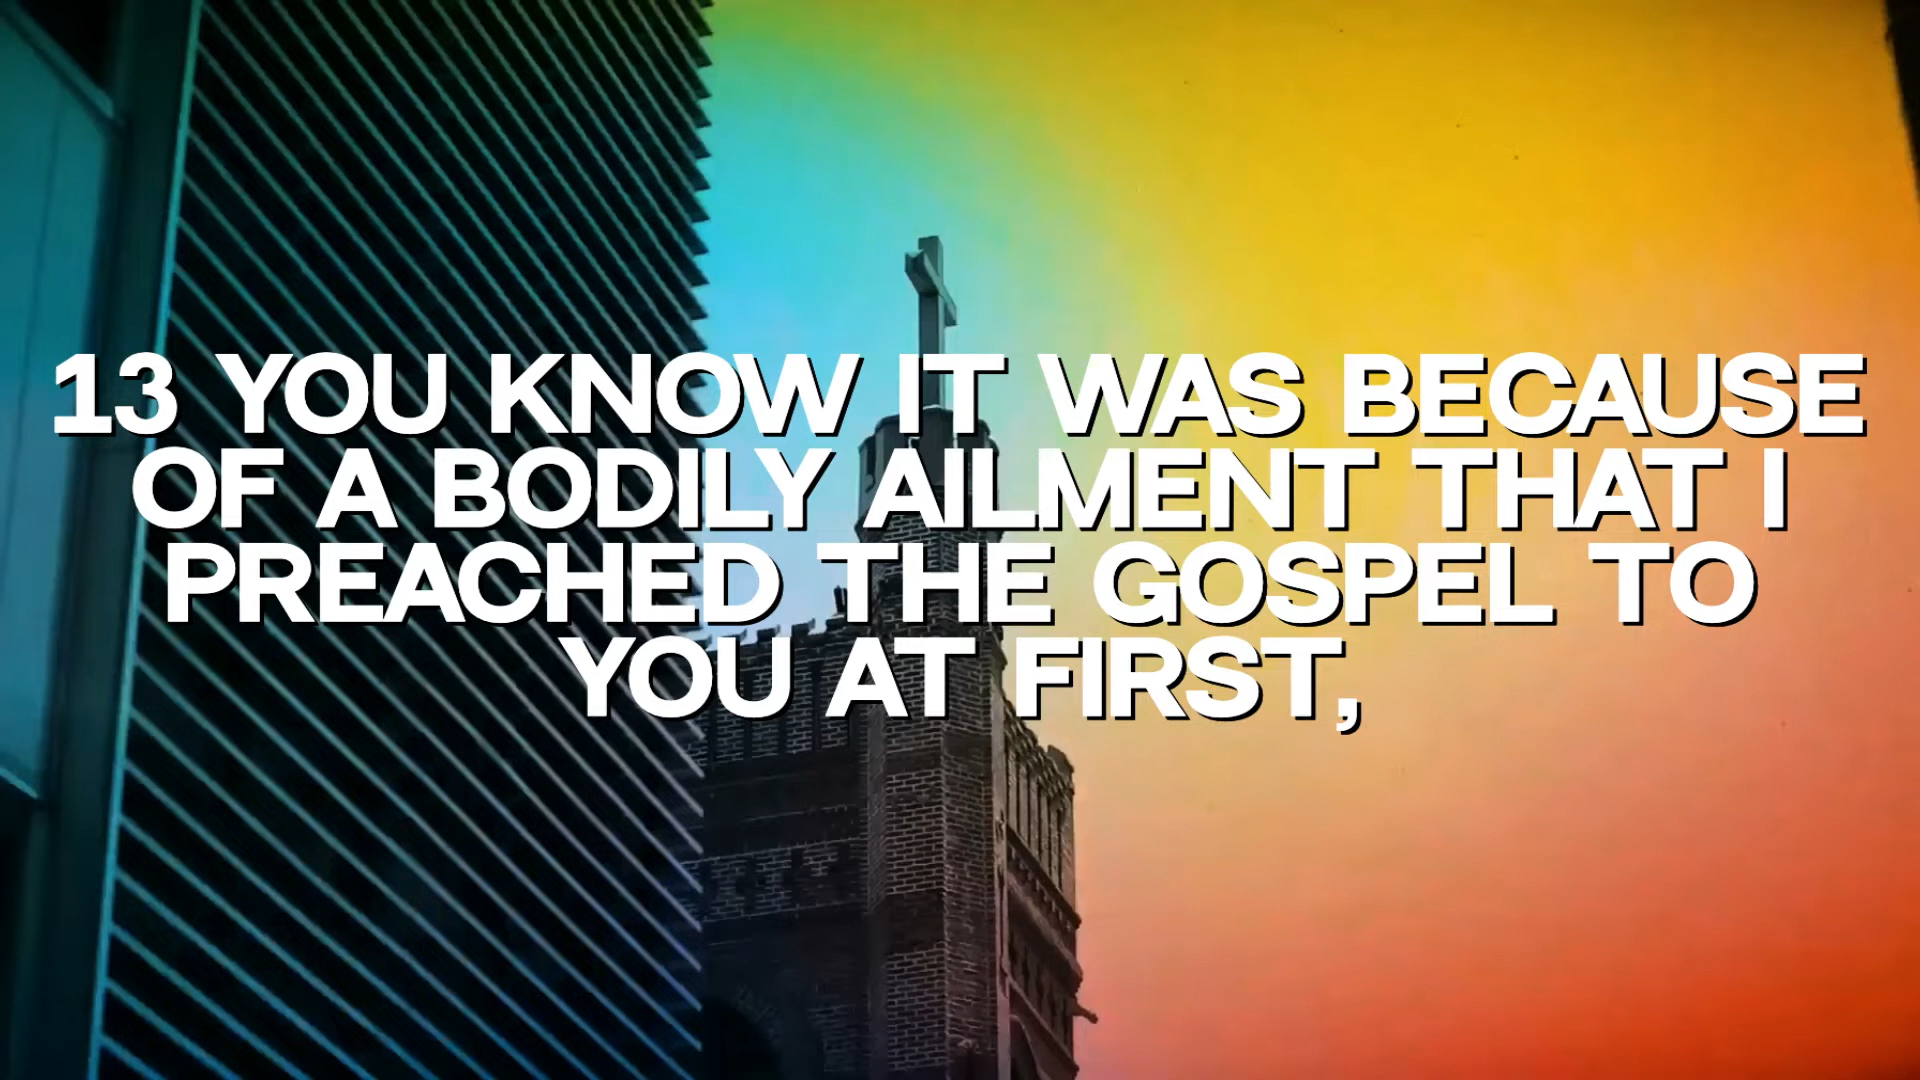 13 YOU KNOW IT WAS BECAUSE
OF A BODILY AILMENT THAT I
PREACHED THE GOSPEL TO
YOU AT FIRST,